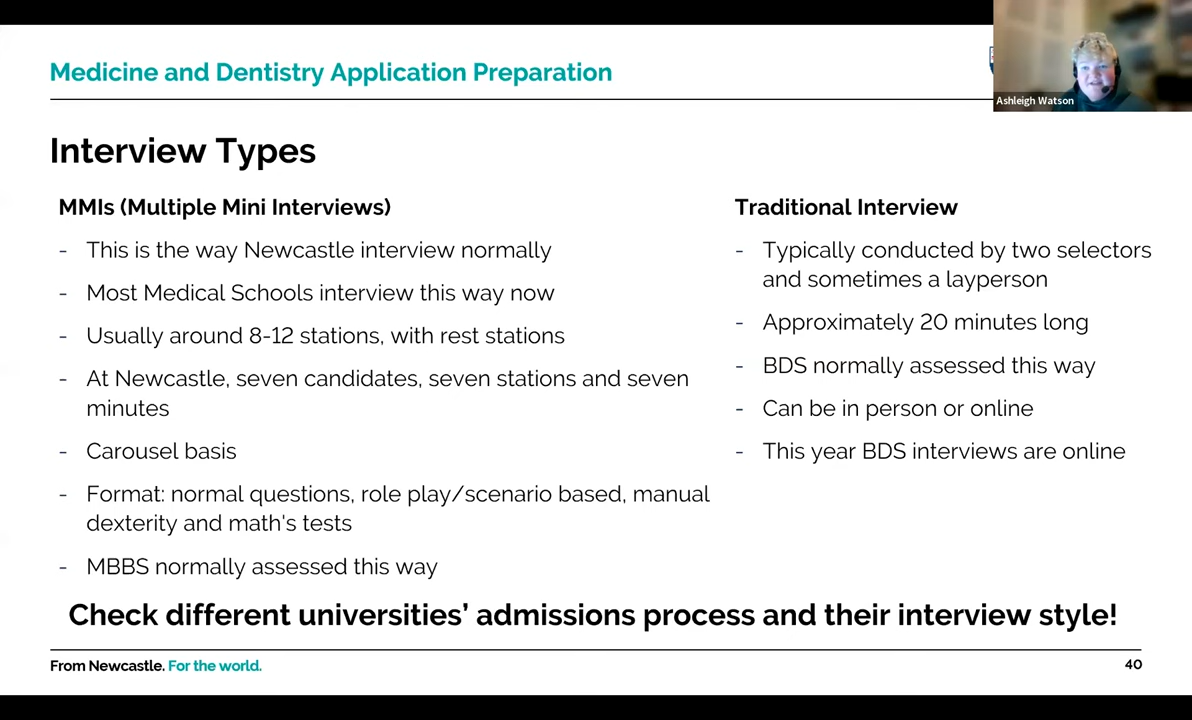 Medicine and Dentistry Application Preparation
Ashleigh Watson
Interview Types
MMIs (Multiple Mini Interviews)
- This is the way Newcastle interview normally
- Most Medical Schools interview this way now
- Usually around 8-12 stations, with rest stations
- At Newcastle, seven candidates, seven stations and seven
minutes
- Carousel basis
- Format: normal questions, role play/scenario based, manual
dexterity and math's tests
- MBBS normally assessed this way
Traditional Interview
- Typically conducted by two selectors
and sometimes a layperson
- Approximately 20 minutes long
- BDS normally assessed this way
- Can be in person or online
- This year BDS interviews are online
Check different universities’ admissions process and their interview style!
From Newcastle. For the world.
40